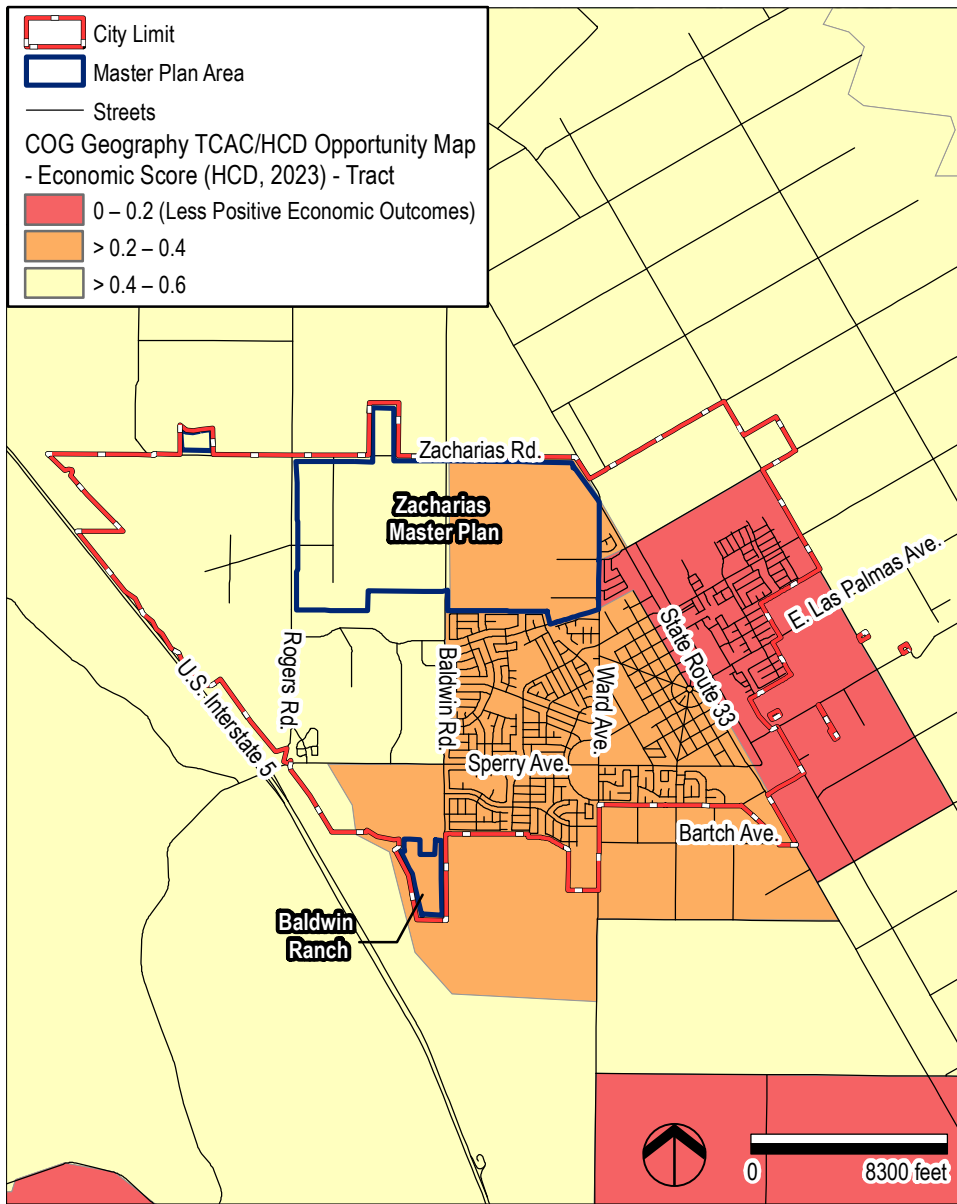 City Limit
Master Plan Area
Streets
COG Geography TCAC/HCD Opportunity Map
- Economic Score (HCD, 2023) - Tract
0 – 0.2 (Less Positive Economic Outcomes)
> 0.2 – 0.4
> 0.4 – 0.6
Zacharias Rd.
Zacharias
Master Plan
E. Las Palmas Ave.
State Route 33
Rogers Rd.
Baldwin Rd.
Ward Ave.
U.S. Interstate 5
Sperry Ave.
Bartch Ave.
Baldwin
Ranch
0 8300 feet